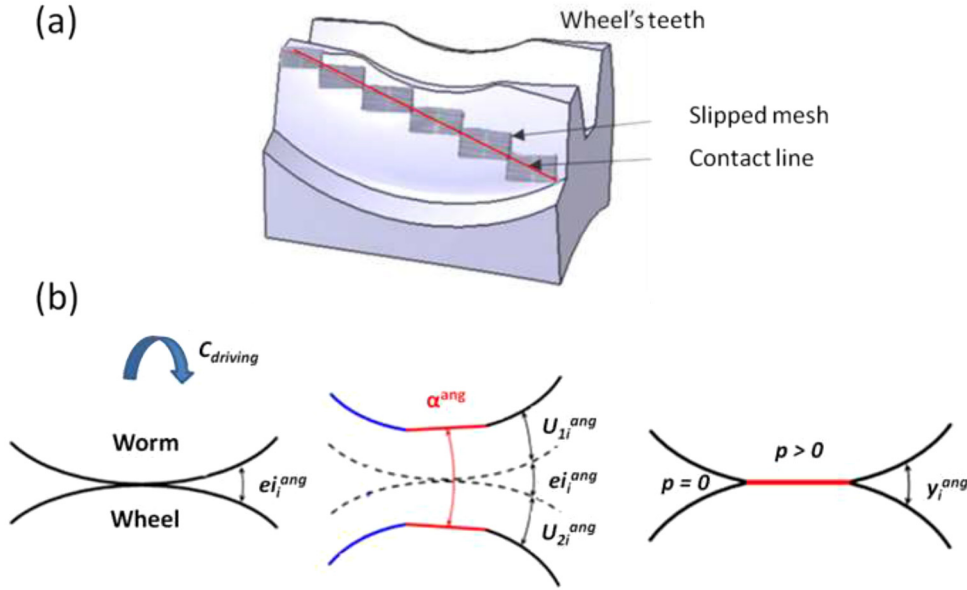 (a)
Wheel's teeth
Slipped mesh
Contact line
(b)
C_driving
Worm
Wheel
ei_i^ang
α^ang
U_1i^ang
ei_i^ang
U_2i^ang
p > 0
p = 0
y_i^ang